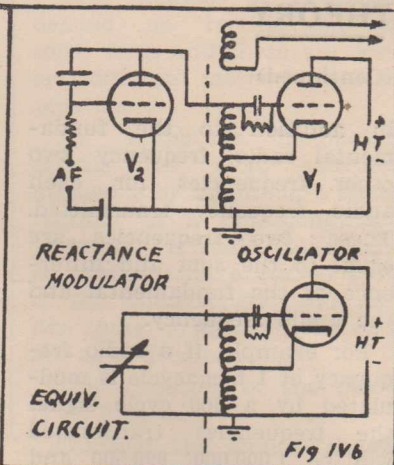 AF
V2
V1
+
HT
-
REACTANCE
MODULATOR
OSCILLATOR
EQUIV.
CIRCUIT.
+
HT
-
Fig IVb